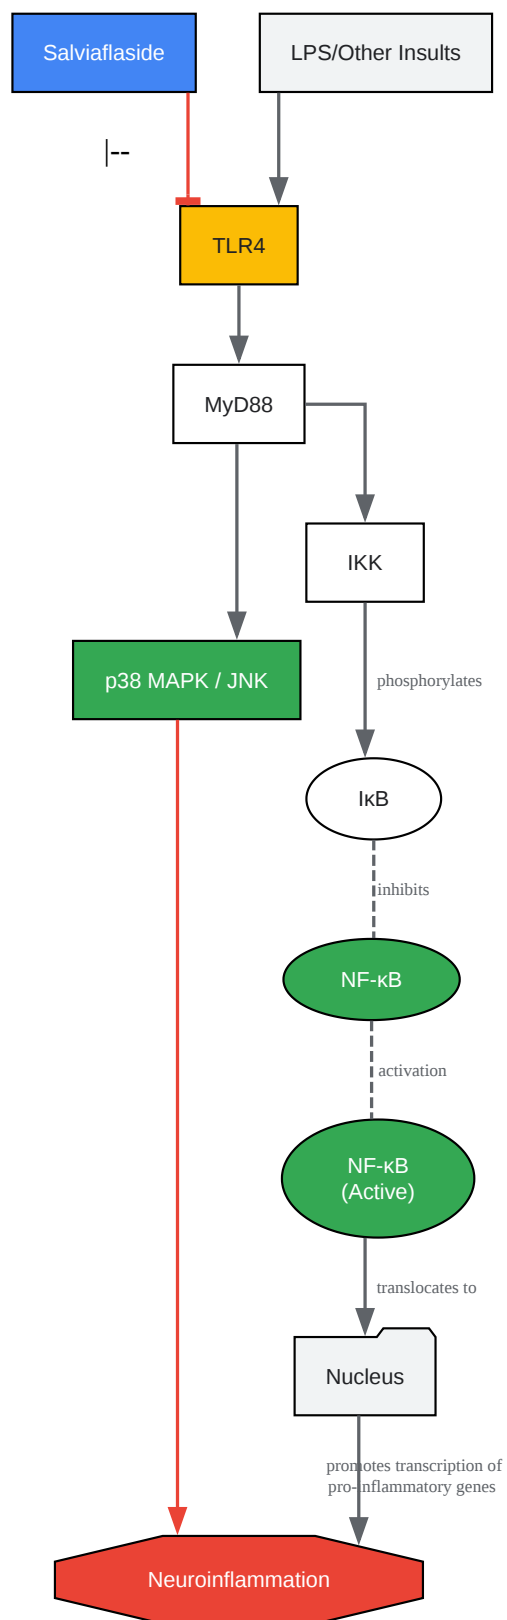 Salviaflaside
LPS/Other Insults
|--
TLR4
MyD88
IKK
p38 MAPK / JNK
phosphorylates
IκB
inhibits
NF-κB
activation
NF-κB
(Active)
translocates to
Nucleus
promotes transcription of
pro-inflammatory genes
Neuroinflammation